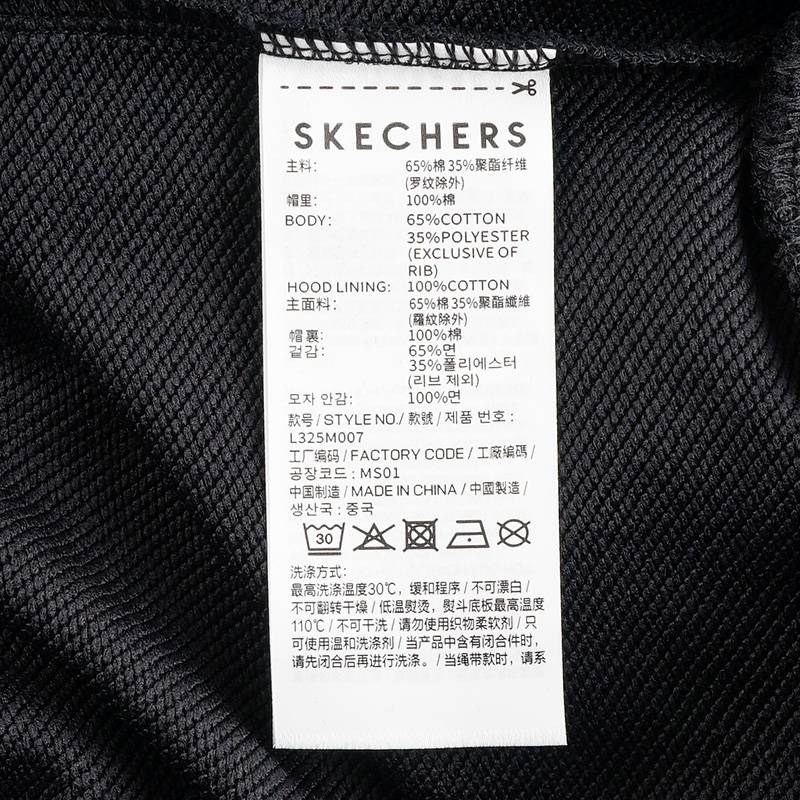 SKECHERS
主料: 65%棉35%聚酯纤维
(罗纹除外)
帽里: 100%棉
BODY: 65%COTTON
35%POLYESTER
(EXCLUSIVE OF
RIB)
HOOD LINING: 100%COTTON
主面料: 65%棉35%聚酯纖維
(羅紋除外)
帽裏: 100%棉
겉감: 65%면
35%폴리에스터
(리브 제외)
모자 안감: 100%면
款号 / STYLE NO./ 款號 / 제품 번호 :
L325M007
工厂编码 / FACTORY CODE / 工廠編碼 /
공장코드 : MS01
中国制造 / MADE IN CHINA / 中國製造 /
생산국 : 중국
30
洗涤方式:
最高洗涤温度30℃, 缓和程序 / 不可漂白 /
不可翻转干燥 / 低温熨烫, 熨斗底板最高温度
110℃ / 不可干洗 / 请勿使用织物柔软剂 / 只
可使用温和洗涤剂 / 当产品中含有闭合件时,
请先闭合后再进行洗涤。 / 当绳带款时, 请系